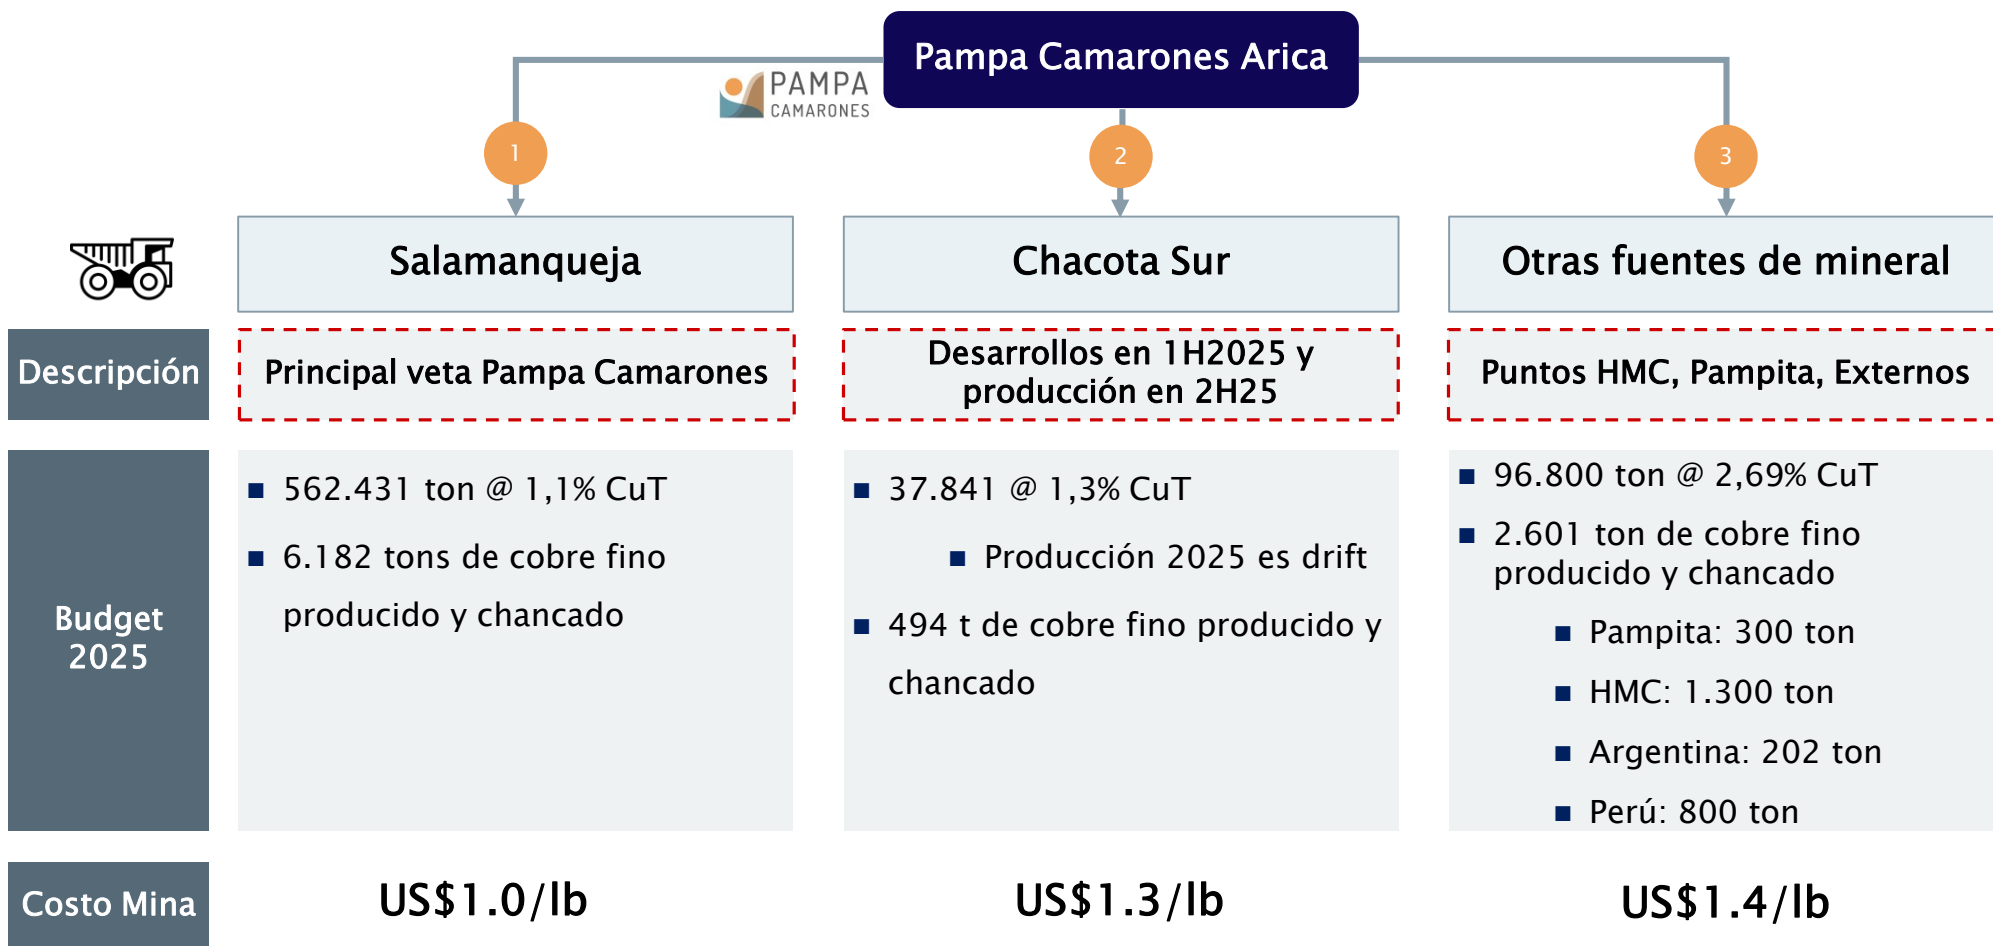 Pampa Camarones Arica
PAMPA
CAMARONES
1
2
3
Salamanqueja
Chacota Sur
Otras fuentes de mineral
Descripción
Principal veta Pampa Camarones
Desarrollos en 1H2025 y
producción en 2H25
Puntos HMC, Pampita, Externos
Budget
2025
■ 562.431 ton @ 1,1% CuT
■ 6.182 tons de cobre fino
producido y chancado
■ 37.841 @ 1,3% CuT
■ Producción 2025 es drift
■ 494 t de cobre fino producido y
chancado
■ 96.800 ton @ 2,69% CuT
■ 2.601 ton de cobre fino
producido y chancado
■ Pampita: 300 ton
■ HMC: 1.300 ton
■ Argentina: 202 ton
■ Perú: 800 ton
Costo Mina
US$1.0/lb
US$1.3/lb
US$1.4/lb